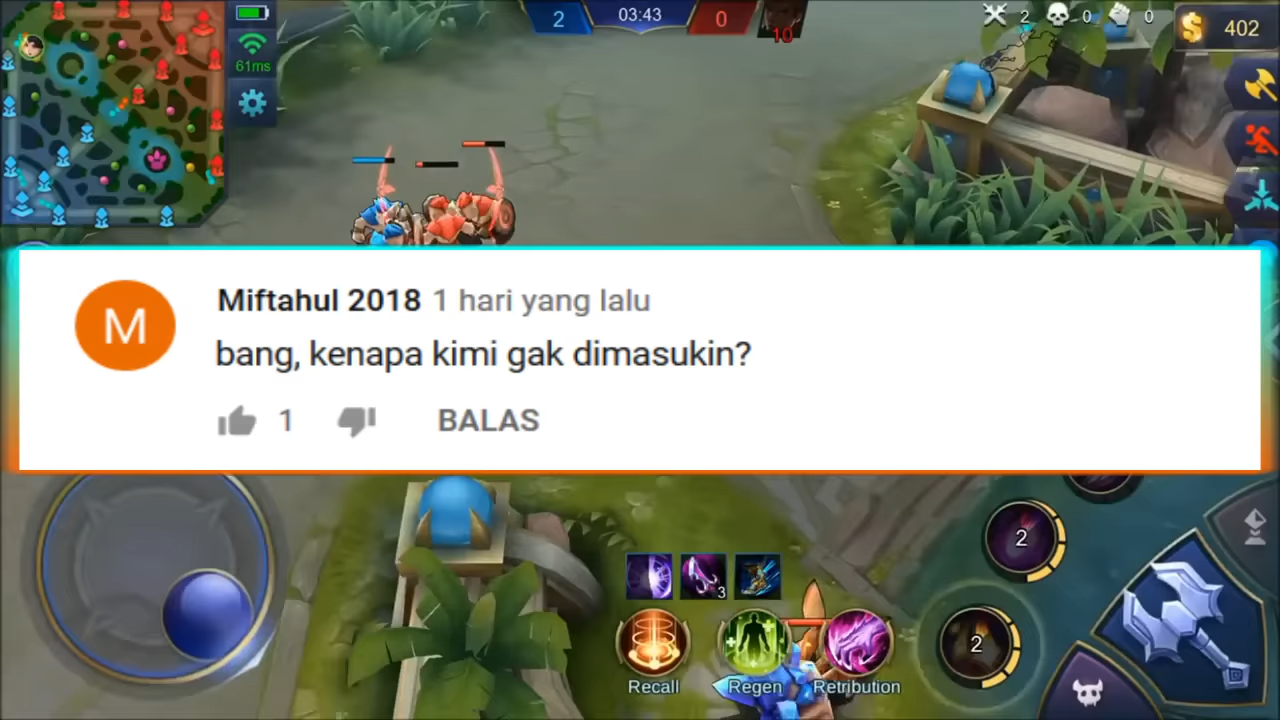 2 03:43 0 2 0 0 402
10
61ms
M
Miftahul 2018 1 hari yang lalu
bang, kenapa kimi gak dimasukin?
1 BALAS
2
3
2
Recall Regen Retribution